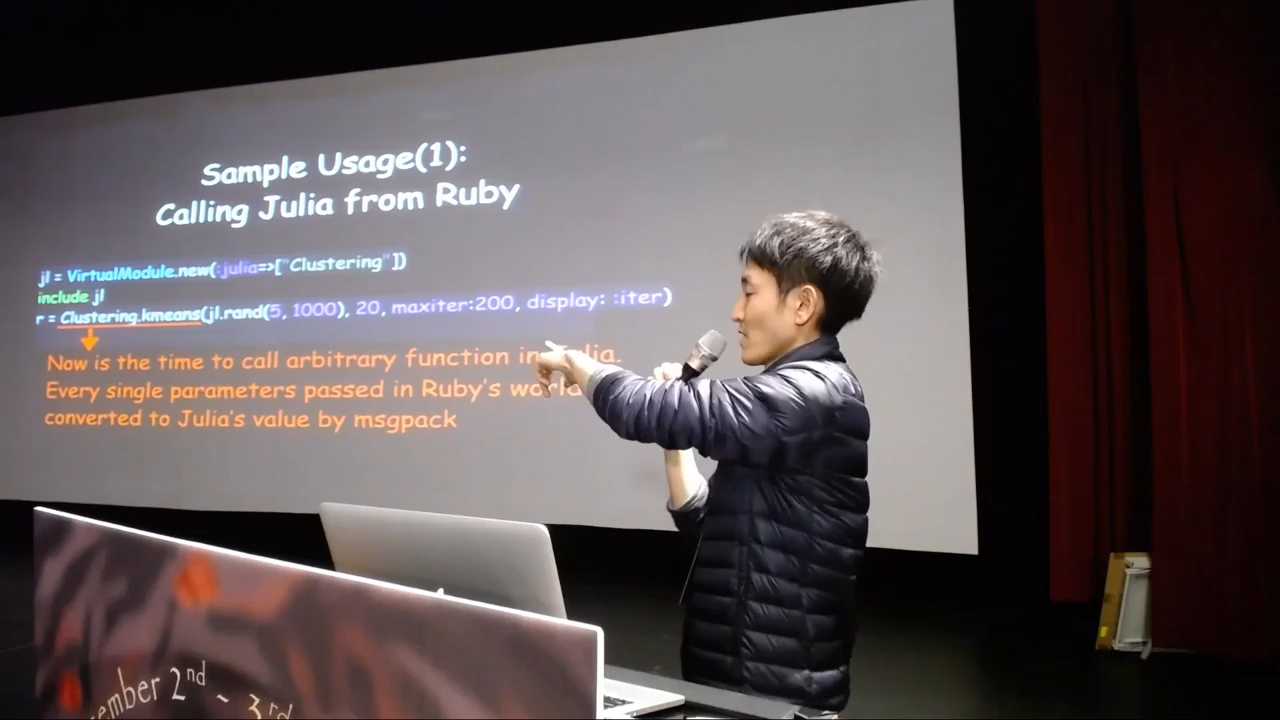 Sample Usage(1):
Calling Julia from Ruby
jl = VirtualModule.new(:julia=>["Clustering"])
include jl
r = Clustering.kmeans(jl.rand(5, 1000), 20, maxiter:200, display: :iter)
Now is the time to call arbitrary function in
Every single parameters passed in Ruby's
converted to Julia's value by msgpack
2nd ~ 3rd